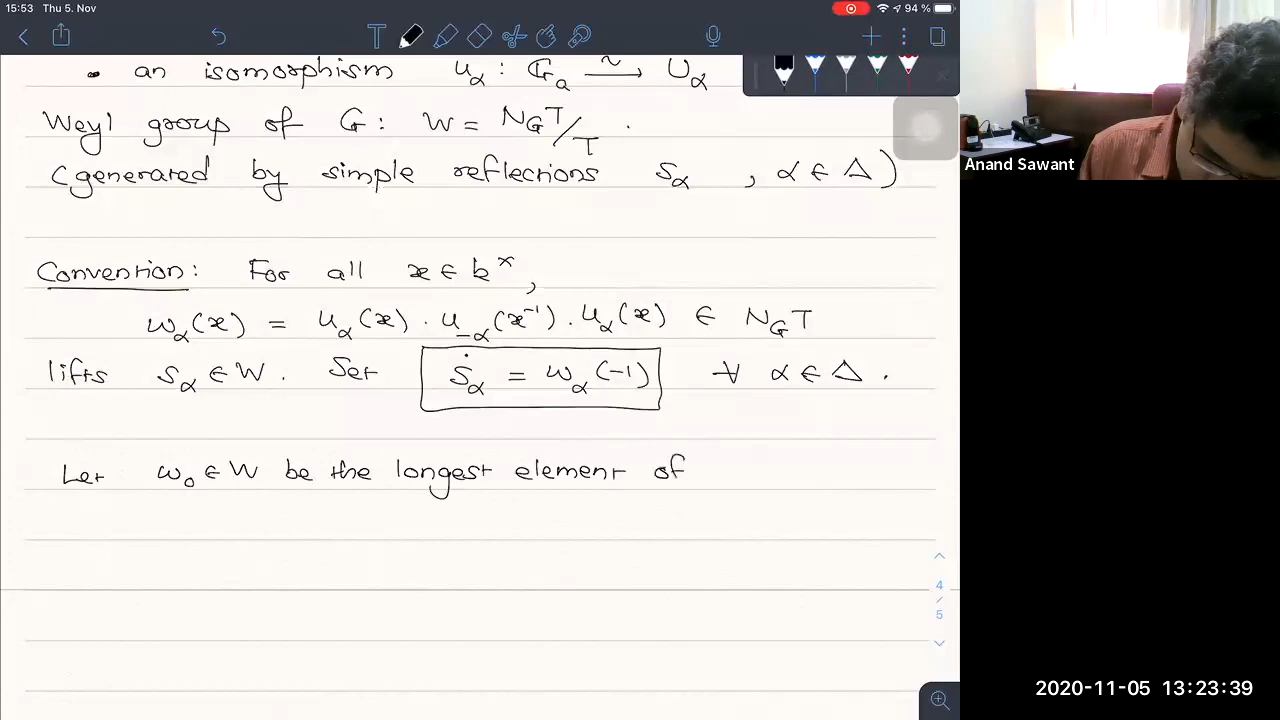 15:53 Thu 5. Nov
94 %
• an isomorphism u_α : G_a ⥲ U_α
Weyl group of G : W = N_G T / T .
(generated by simple reflections s_α , α ∈ Δ)
Convention: For all x ∈ k^× ,
w_α(x) = u_α(x) . u_{-α}(x^{-1}) . u_α(x) ∈ N_G T
lifts s_α ∈ W . Set ṡ_α = w_α(-1) ∀ α ∈ Δ .
Let w_0 ∈ W be the longest element of
4
/
5
Anand Sawant
2020-11-05 13:23:39